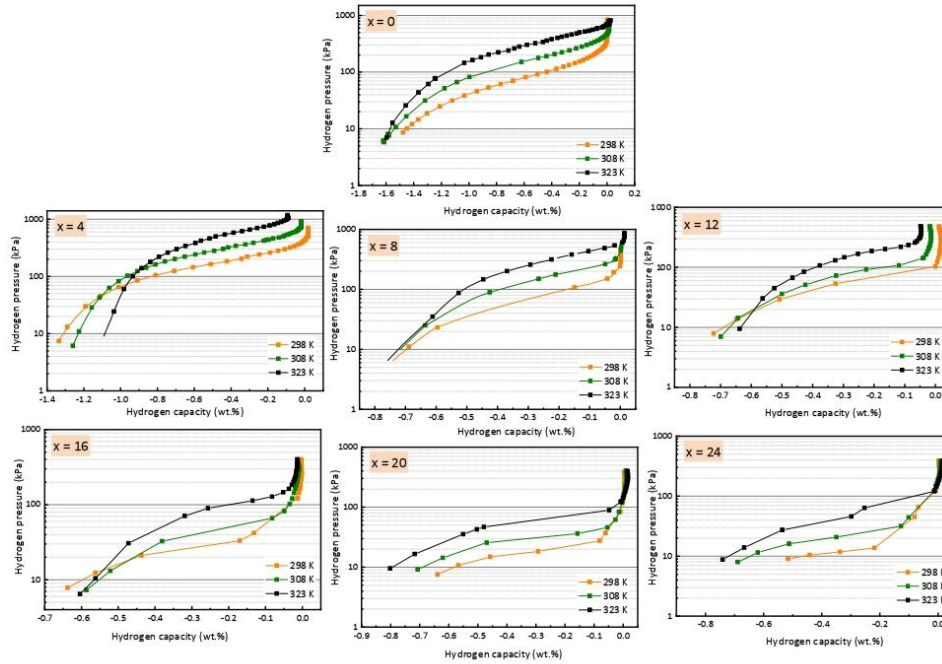 x = 0
Hydrogen pressure (kPa)
1000
100
10
1
298 K
308 K
323 K
-1.8 -1.6 -1.4 -1.2 -1.0 -0.8 -0.6 -0.4 -0.2 0.0 0.2
Hydrogen capacity (wt.%)
x = 4
Hydrogen pressure (kPa)
1000
100
10
1
298 K
308 K
323 K
-1.4 -1.2 -1.0 -0.8 -0.6 -0.4 -0.2 0.0
Hydrogen capacity (wt.%)
x = 8
Hydrogen pressure (kPa)
1000
100
10
1
298 K
308 K
323 K
-0.8 -0.7 -0.6 -0.5 -0.4 -0.3 -0.2 -0.1 0.0
Hydrogen capacity (wt.%)
x = 12
Hydrogen pressure (kPa)
1000
100
10
1
298 K
308 K
323 K
-0.8 -0.7 -0.6 -0.5 -0.4 -0.3 -0.2 -0.1 0.0
Hydrogen capacity (wt.%)
x = 16
Hydrogen pressure (kPa)
1000
100
10
298 K
308 K
323 K
-0.7 -0.6 -0.5 -0.4 -0.3 -0.2 -0.1 0.0
Hydrogen capacity (wt.%)
x = 20
Hydrogen pressure (kPa)
1000
100
10
1
298 K
308 K
323 K
-0.9 -0.8 -0.7 -0.6 -0.5 -0.4 -0.3 -0.2 -0.1 0.0
Hydrogen capacity (wt.%)
x = 24
Hydrogen pressure (kPa)
1000
100
10
1
298 K
308 K
323 K
-0.8 -0.6 -0.4 -0.2 0.0
Hydrogen capacity (wt.%)